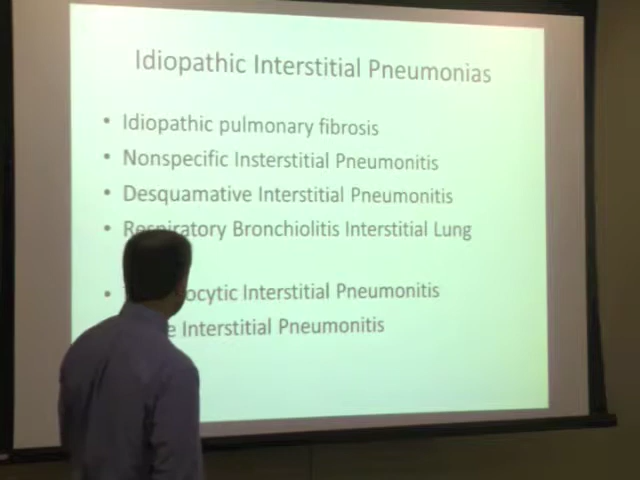 Idiopathic Interstitial Pneumonias
• Idiopathic pulmonary fibrosis
• Nonspecific Insterstitial Pneumonitis
• Desquamative Interstitial Pneumonitis
• Respiratory Bronchiolitis Interstitial Lung
• Interstitial Pneumonitis
Interstitial Pneumonitis